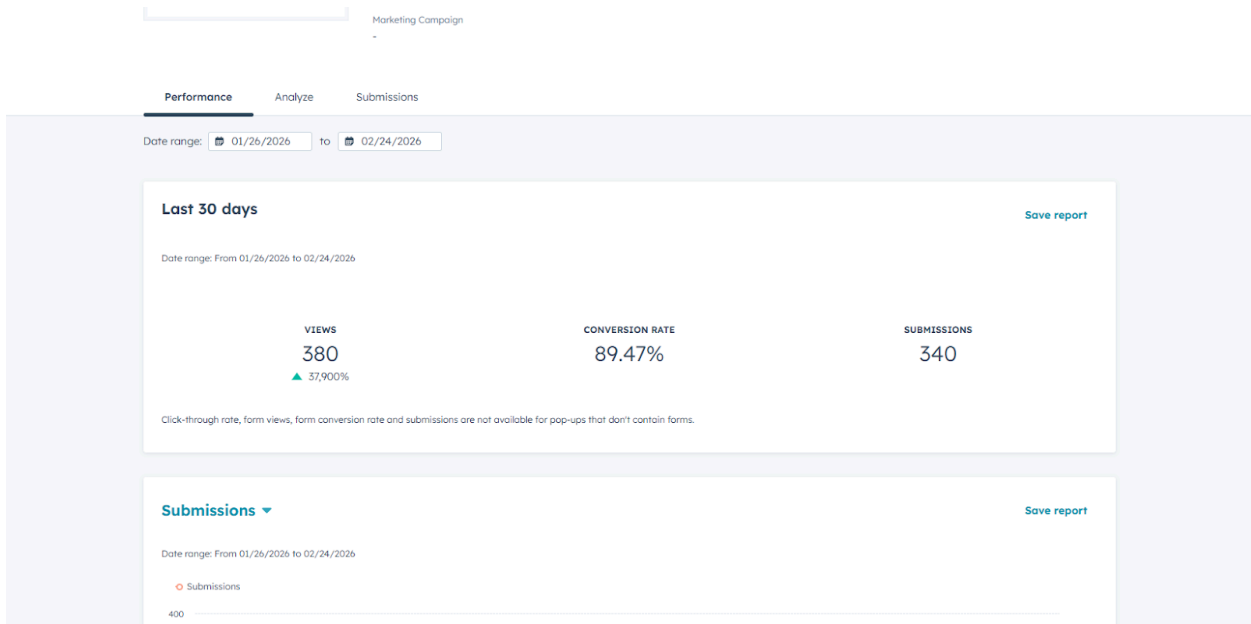 Marketing Campaign
-
Performance Analyze Submissions
Date range: 01/26/2026 to 02/24/2026
Last 30 days
Save report
Date range: From 01/26/2026 to 02/24/2026
VIEWS CONVERSION RATE SUBMISSIONS
380 89.47% 340
▲ 37,900%
Click-through rate, form views, form conversion rate and submissions are not available for pop-ups that don't contain forms.
Submissions
Save report
Date range: From 01/26/2026 to 02/24/2026
Submissions
400